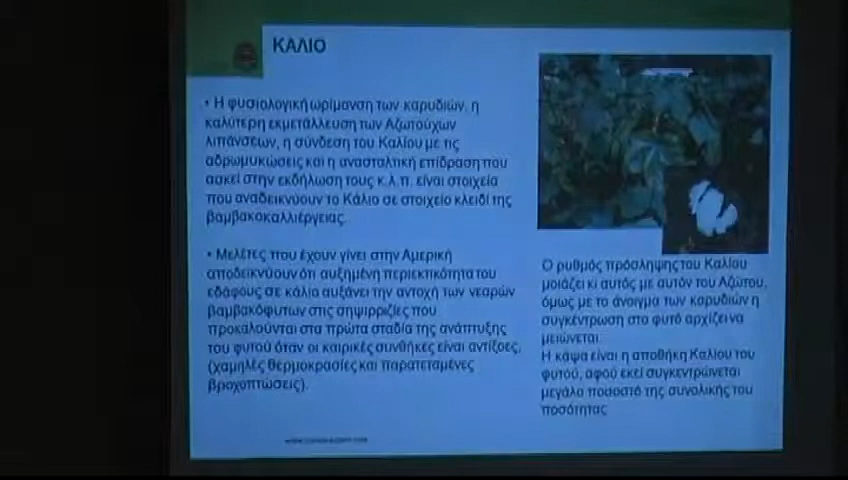 ΚΑΛΙΟ
• Η φυσιολογική ωρίμανση των καρυδιών, η
καλύτερη εκμετάλλευση των Αζωτούχων
λιπάνσεων, η σύνδεση του Καλίου με τις
αδρομυκώσεις και η ανασταλτική επίδραση που
ασκεί στην εκδήλωση τους κ.λ.π. είναι στοιχεία
που αναδεικνύουν το Κάλιο σε στοιχείο κλειδί της
βαμβακοκαλλιέργειας.
• Μελέτες που έχουν γίνει στην Αμερική
αποδεικνύουν ότι αυξημένη περιεκτικότητα του
εδάφους σε κάλιο αυξάνει την αντοχή των νεαρών
βαμβακόφυτων στις σηψιρριζίες που
προκαλούνται στα πρώτα στάδια της ανάπτυξης
του φυτού όταν οι καιρικές συνθήκες είναι αντίξοες,
(χαμηλές θερμοκρασίες και παρατεταμένες
βροχοπτώσεις).
Ο ρυθμός πρόσληψης του Καλίου
μοιάζει κι αυτός με αυτόν του Αζώτου,
όμως με το άνοιγμα των καρυδιών η
συγκέντρωση στο φυτό αρχίζει να
μειώνεται.
Η κάψα είναι η αποθήκη Καλίου του
φυτού, αφού εκεί συγκεντρώνεται
μεγάλο ποσοστό της συνολικής του
ποσότητας